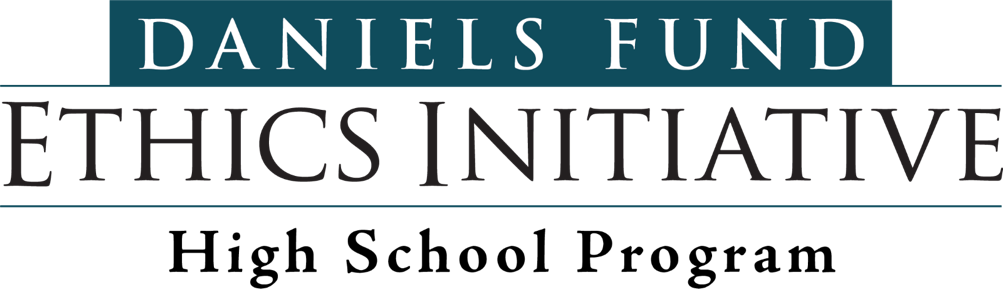 DANIELS FUND
ETHICS INITIATIVE
High School Program